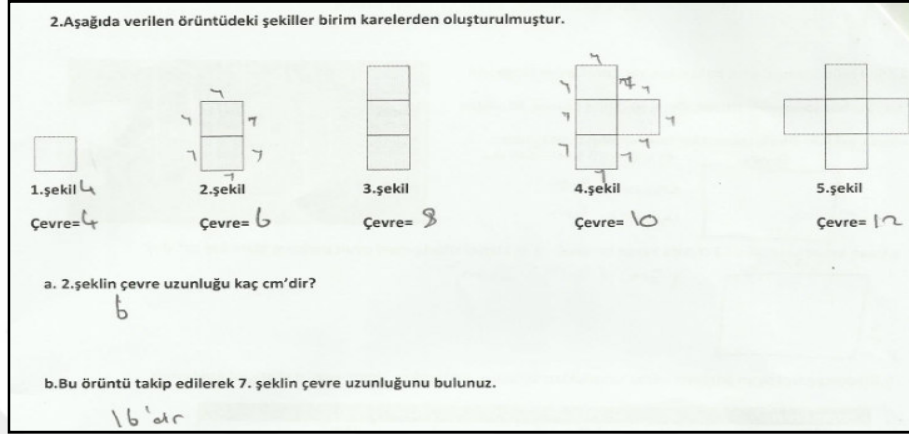 2.Aşağıda verilen örüntüdeki şekiller birim karelerden oluşturulmuştur.
1.şekil 4 2.şekil 3.şekil 4.şekil 5.şekil
Çevre= 4 Çevre= 6 Çevre= 8 Çevre= 10 Çevre= 12
a. 2.şeklin çevre uzunluğu kaç cm'dir?
6
b.Bu örüntü takip edilerek 7. şeklin çevre uzunluğunu bulunuz.
16'dır